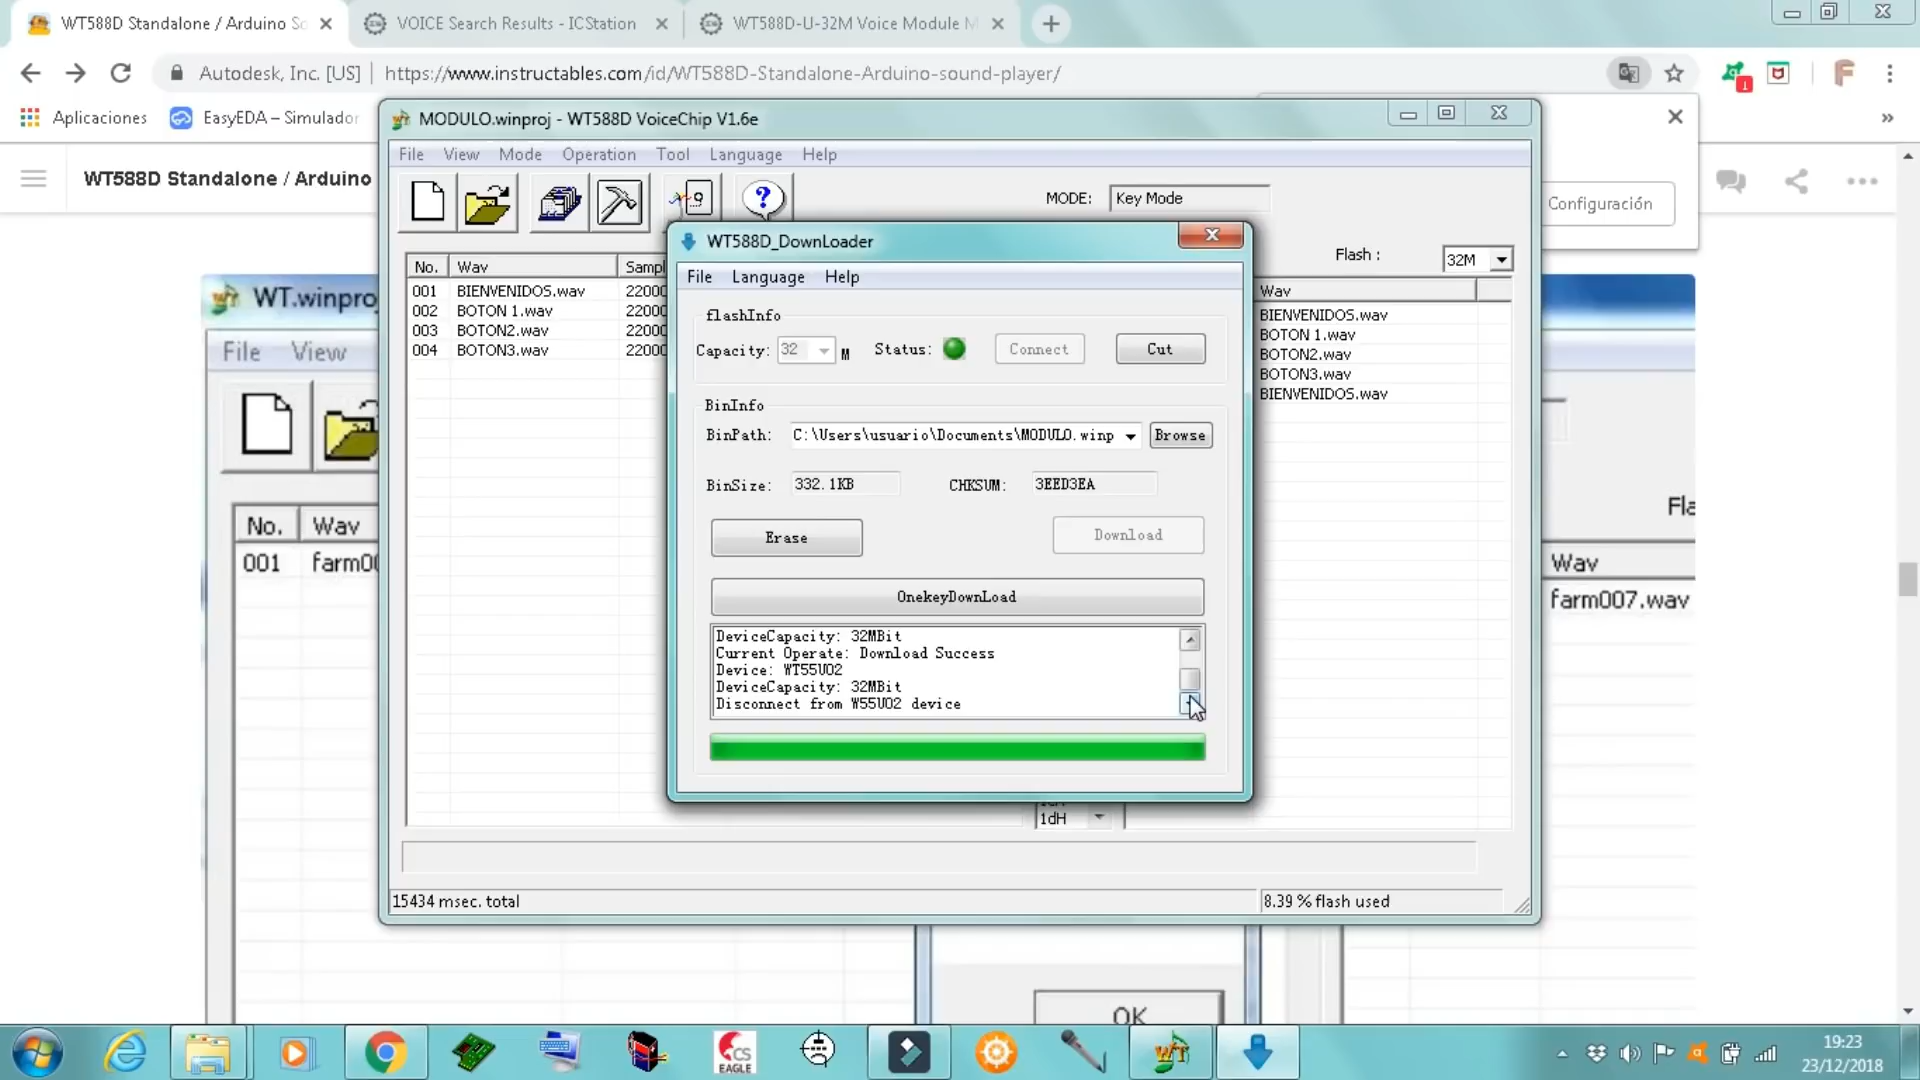 WT588D Standalone / Arduino So
VOICE Search Results - ICStation
WT588D-U-32M Voice Module M
Autodesk, Inc. [US]
https://www.instructables.com/id/WT588D-Standalone-Arduino-sound-player/
1
Aplicaciones
EasyEDA – Simulador
»
WT588D Standalone / Arduino
Configuración
MODULO.winproj - WT588D VoiceChip V1.6e
File View Mode Operation Tool Language Help
MODE: Key Mode
Flash : 32M
No. Wav Sampl
001 BIENVENIDOS.wav 22000
002 BOTON 1.wav 22000
003 BOTON2.wav 22000
004 BOTON3.wav 22000
Wav
BIENVENIDOS.wav
BOTON 1.wav
BOTON2.wav
BOTON3.wav
BIENVENIDOS.wav
1dH
15434 msec. total
8.39 % flash used
WT588D_DownLoader
File Language Help
flashInfo
Capacity: 32 M Status: Connect Cut
BinInfo
BinPath: C:\Users\usuario\Documents\MODULO.winp Browse
BinSize: 332.1KB CHKSUM: 3EED3EA
Erase Download
OnekeyDownLoad
DeviceCapacity: 32MBit
Current Operate: Download Success
Device: WT55U02
DeviceCapacity: 32MBit
Disconnect from W55U02 device
WT.winproj
File View
No. Wav
001 farm00
Fla
Wav
farm007.wav
OK
CS
EAGLE
WT
19:23
23/12/2018